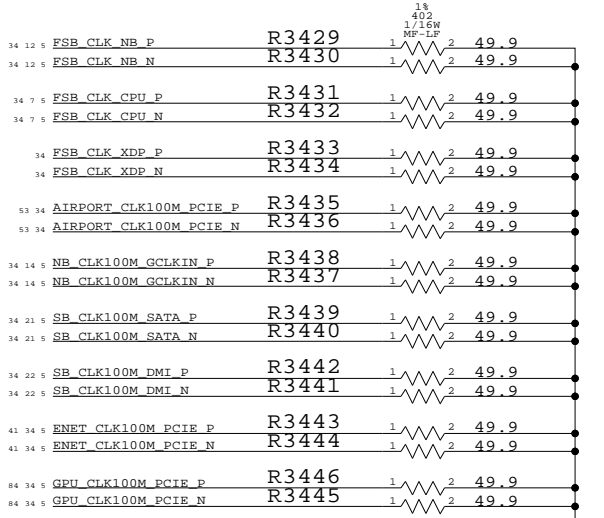 1%
402
1/16W
MF-LF
34 12 5 FSB_CLK_NB_P R3429 1 2 49.9
34 12 5 FSB_CLK_NB_N R3430 1 2 49.9
34 7 5 FSB_CLK_CPU_P R3431 1 2 49.9
34 7 5 FSB_CLK_CPU_N R3432 1 2 49.9
34 FSB_CLK_XDP_P R3433 1 2 49.9
34 FSB_CLK_XDP_N R3434 1 2 49.9
53 34 AIRPORT_CLK100M_PCIE_P R3435 1 2 49.9
53 34 AIRPORT_CLK100M_PCIE_N R3436 1 2 49.9
34 14 5 NB_CLK100M_GCLKIN_P R3438 1 2 49.9
34 14 5 NB_CLK100M_GCLKIN_N R3437 1 2 49.9
34 21 5 SB_CLK100M_SATA_P R3439 1 2 49.9
34 21 5 SB_CLK100M_SATA_N R3440 1 2 49.9
34 22 5 SB_CLK100M_DMI_P R3442 1 2 49.9
34 22 5 SB_CLK100M_DMI_N R3441 1 2 49.9
41 34 5 ENET_CLK100M_PCIE_P R3443 1 2 49.9
41 34 5 ENET_CLK100M_PCIE_N R3444 1 2 49.9
84 34 5 GPU_CLK100M_PCIE_P R3446 1 2 49.9
84 34 5 GPU_CLK100M_PCIE_N R3445 1 2 49.9